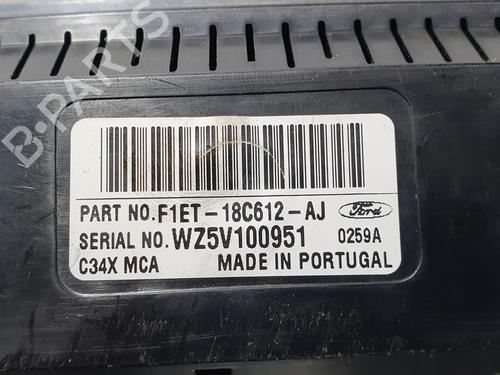 B-PARTS
PART NO. F1ET-18C612-AJ Ford
SERIAL NO. WZ5V100951 0259A
C34X MCA MADE IN PORTUGAL